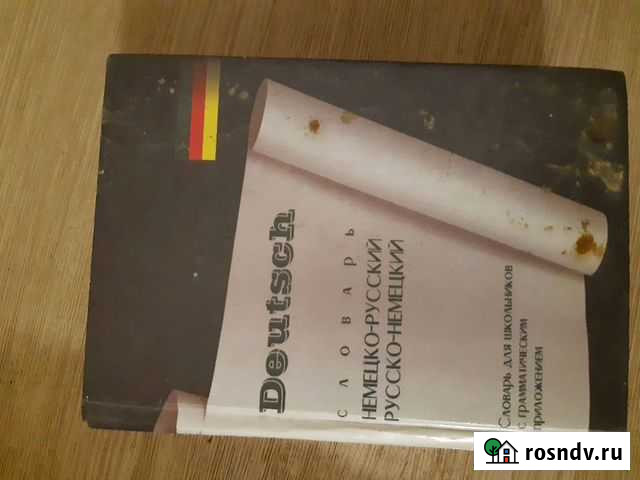 Deutsch
словарь
НЕМЕЦКО-РУССКИЙ
РУССКО-НЕМЕЦКИЙ
Словарь для школьников
с грамматическим
приложением
rosndv.ru